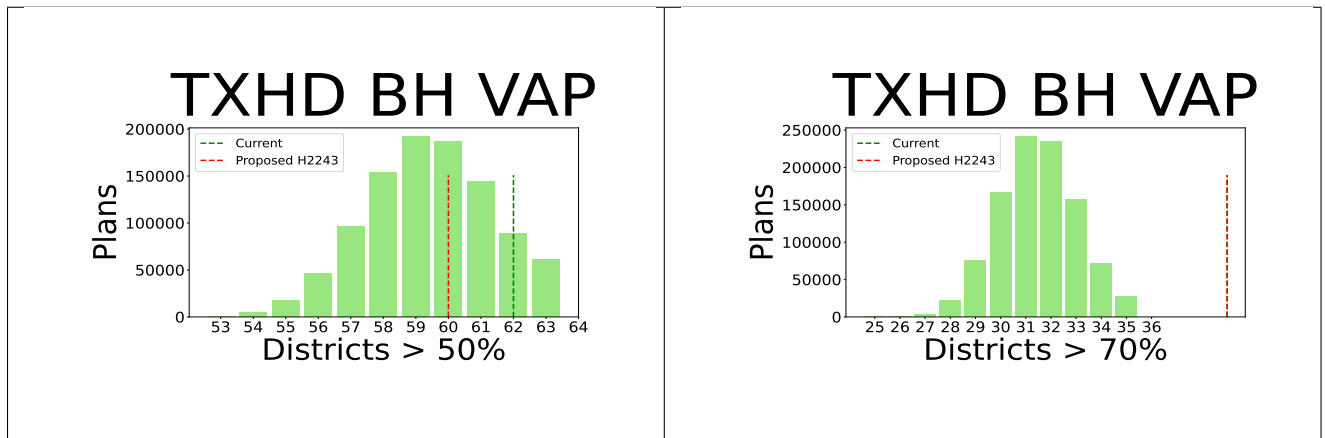 TXHD BH VAP
Current
Proposed H2243
Plans
200000
150000
100000
50000
0
53 54 55 56 57 58 59 60 61 62 63 64
Districts > 50%
TXHD BH VAP
Current
Proposed H2243
Plans
250000
200000
150000
100000
50000
0
25 26 27 28 29 30 31 32 33 34 35 36
Districts > 70%